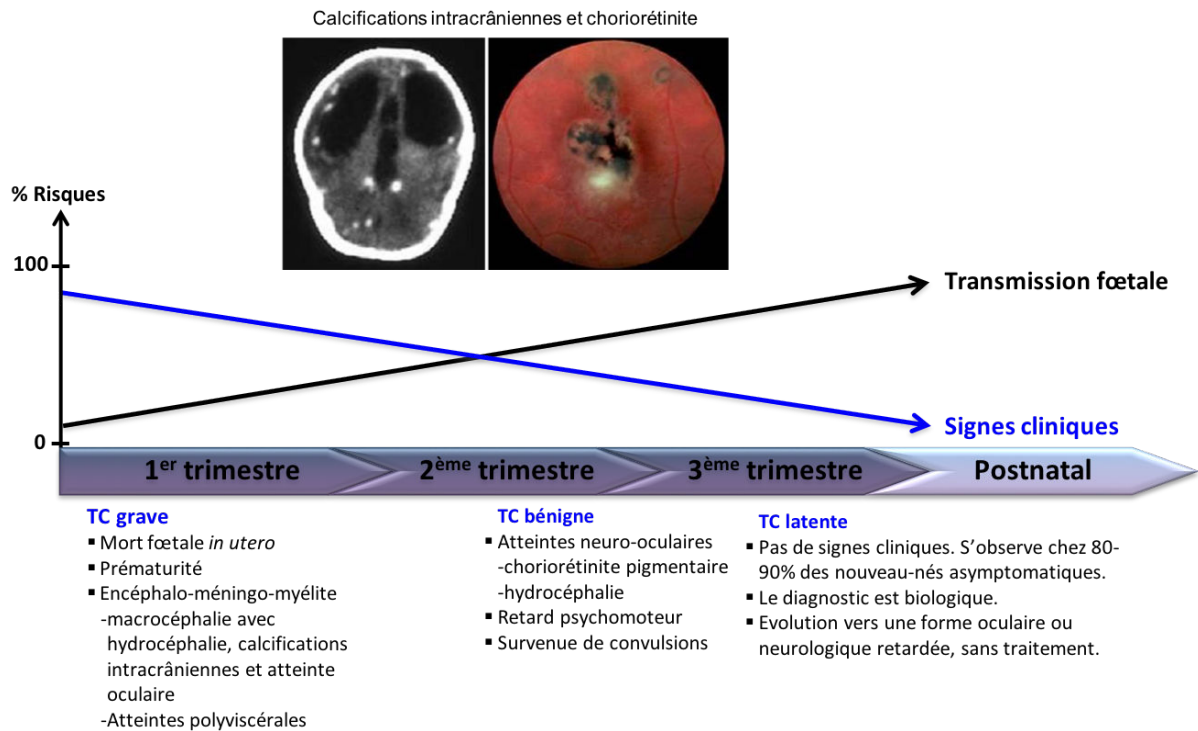 Calcifications intracrâniennes et choriorétinite
% Risques
100
0
Transmission fœtale
Signes cliniques
1er trimestre
2ème trimestre
3ème trimestre
Postnatal
TC grave
▪ Mort fœtale in utero
▪ Prématurité
▪ Encéphalo-méningo-myélite
-macrocéphalie avec
hydrocéphalie, calcifications
intracrâniennes et atteinte
oculaire
-Atteintes polyviscérales
TC bénigne
▪ Atteintes neuro-oculaires
-choriorétinite pigmentaire
-hydrocéphalie
▪ Retard psychomoteur
▪ Survenue de convulsions
TC latente
▪ Pas de signes cliniques. S’observe chez 80-
90% des nouveau-nés asymptomatiques.
▪ Le diagnostic est biologique.
▪ Evolution vers une forme oculaire ou
neurologique retardée, sans traitement.